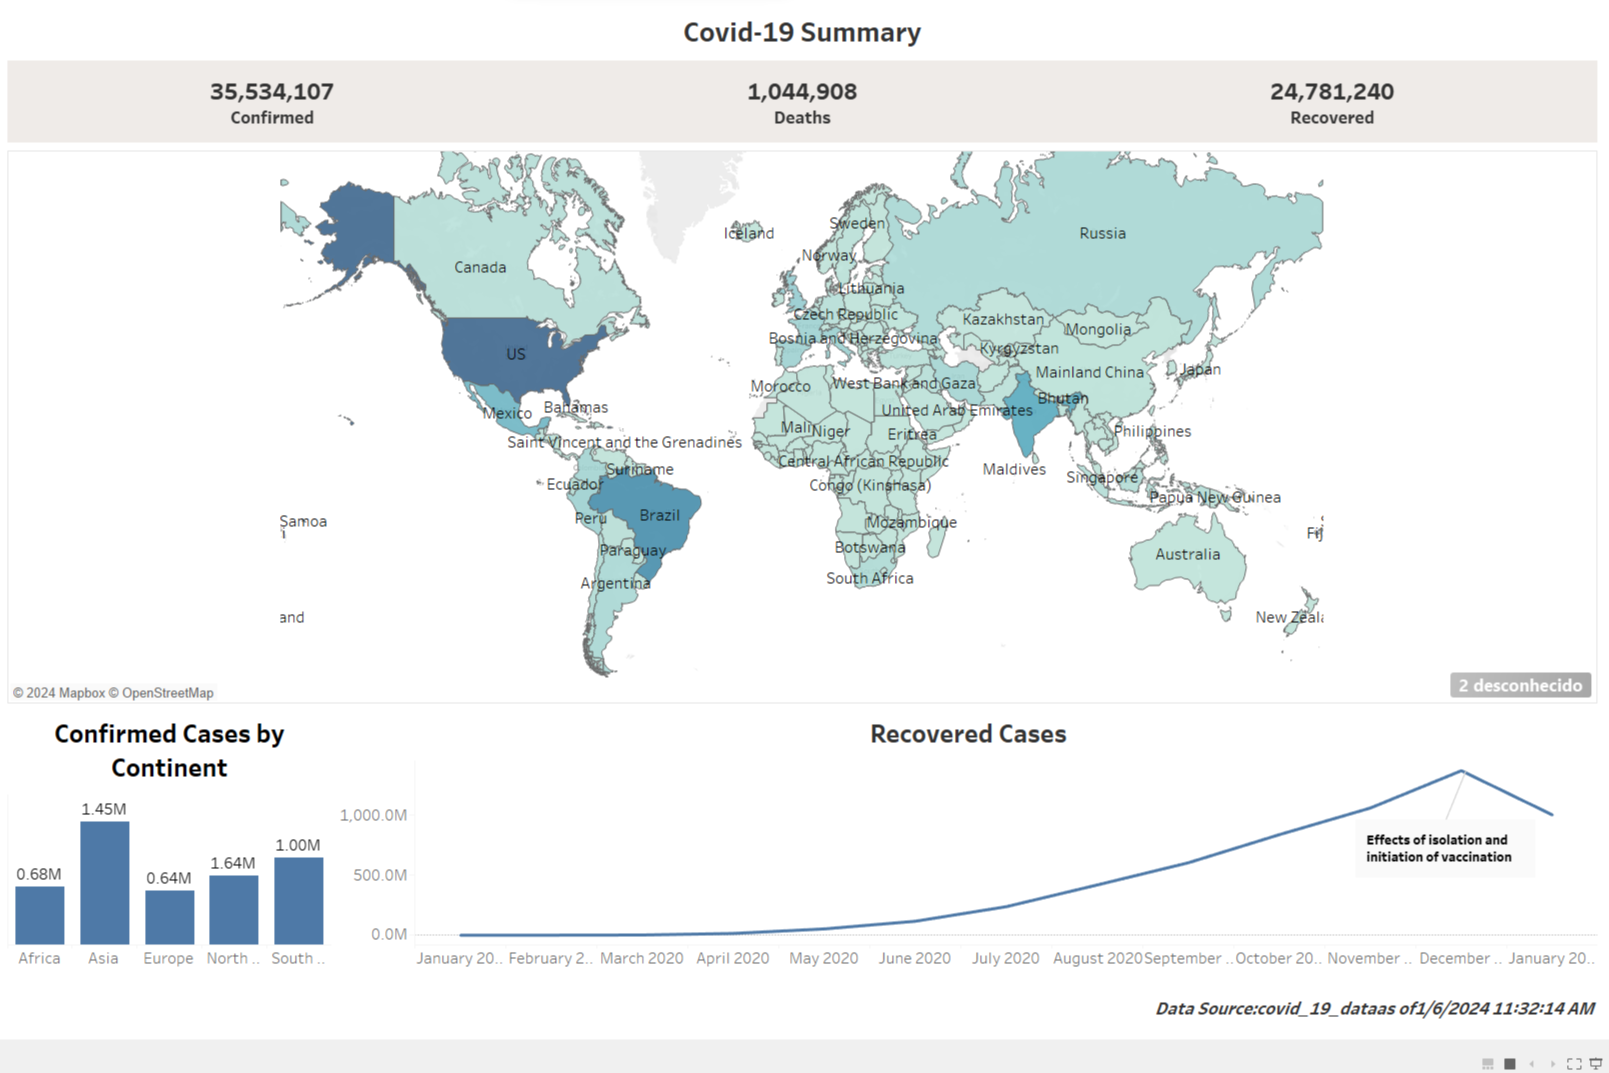 Covid-19 Summary
35,534,107
Confirmed
1,044,908
Deaths
24,781,240
Recovered
Iceland
Sweden
Russia
Norway
Canada
Lithuania
Czech Republic
Kazakhstan
Mongolia
Bosnia and Herzegovina
Kyrgyzstan
US
Mainland China
Japan
Morocco
West Bank and Gaza
Bhutan
Mexico
Bahamas
United Arab Emirates
Mali
Niger
Eritrea
Philippines
Saint Vincent and the Grenadines
Central African Republic
Maldives
Suriname
Singapore
Ecuador
Congo (Kinshasa)
Papua New Guinea
Samoa
Peru
Brazil
Mozambique
Fij
i
Paraguay
Botswana
Australia
Argentina
South Africa
and
New Zeala
© 2024 Mapbox © OpenStreetMap
2 desconhecido
Confirmed Cases by
Continent
0.68M
1.45M
0.64M
1.64M
1.00M
Africa
Asia
Europe
North ..
South ..
Recovered Cases
1,000.0M
500.0M
0.0M
Effects of isolation and
initiation of vaccination
January 20..
February 2..
March 2020
April 2020
May 2020
June 2020
July 2020
August 2020
September ..
October 20..
November ..
December ..
January 20..
Data Source:covid_19_dataas of1/6/2024 11:32:14 AM